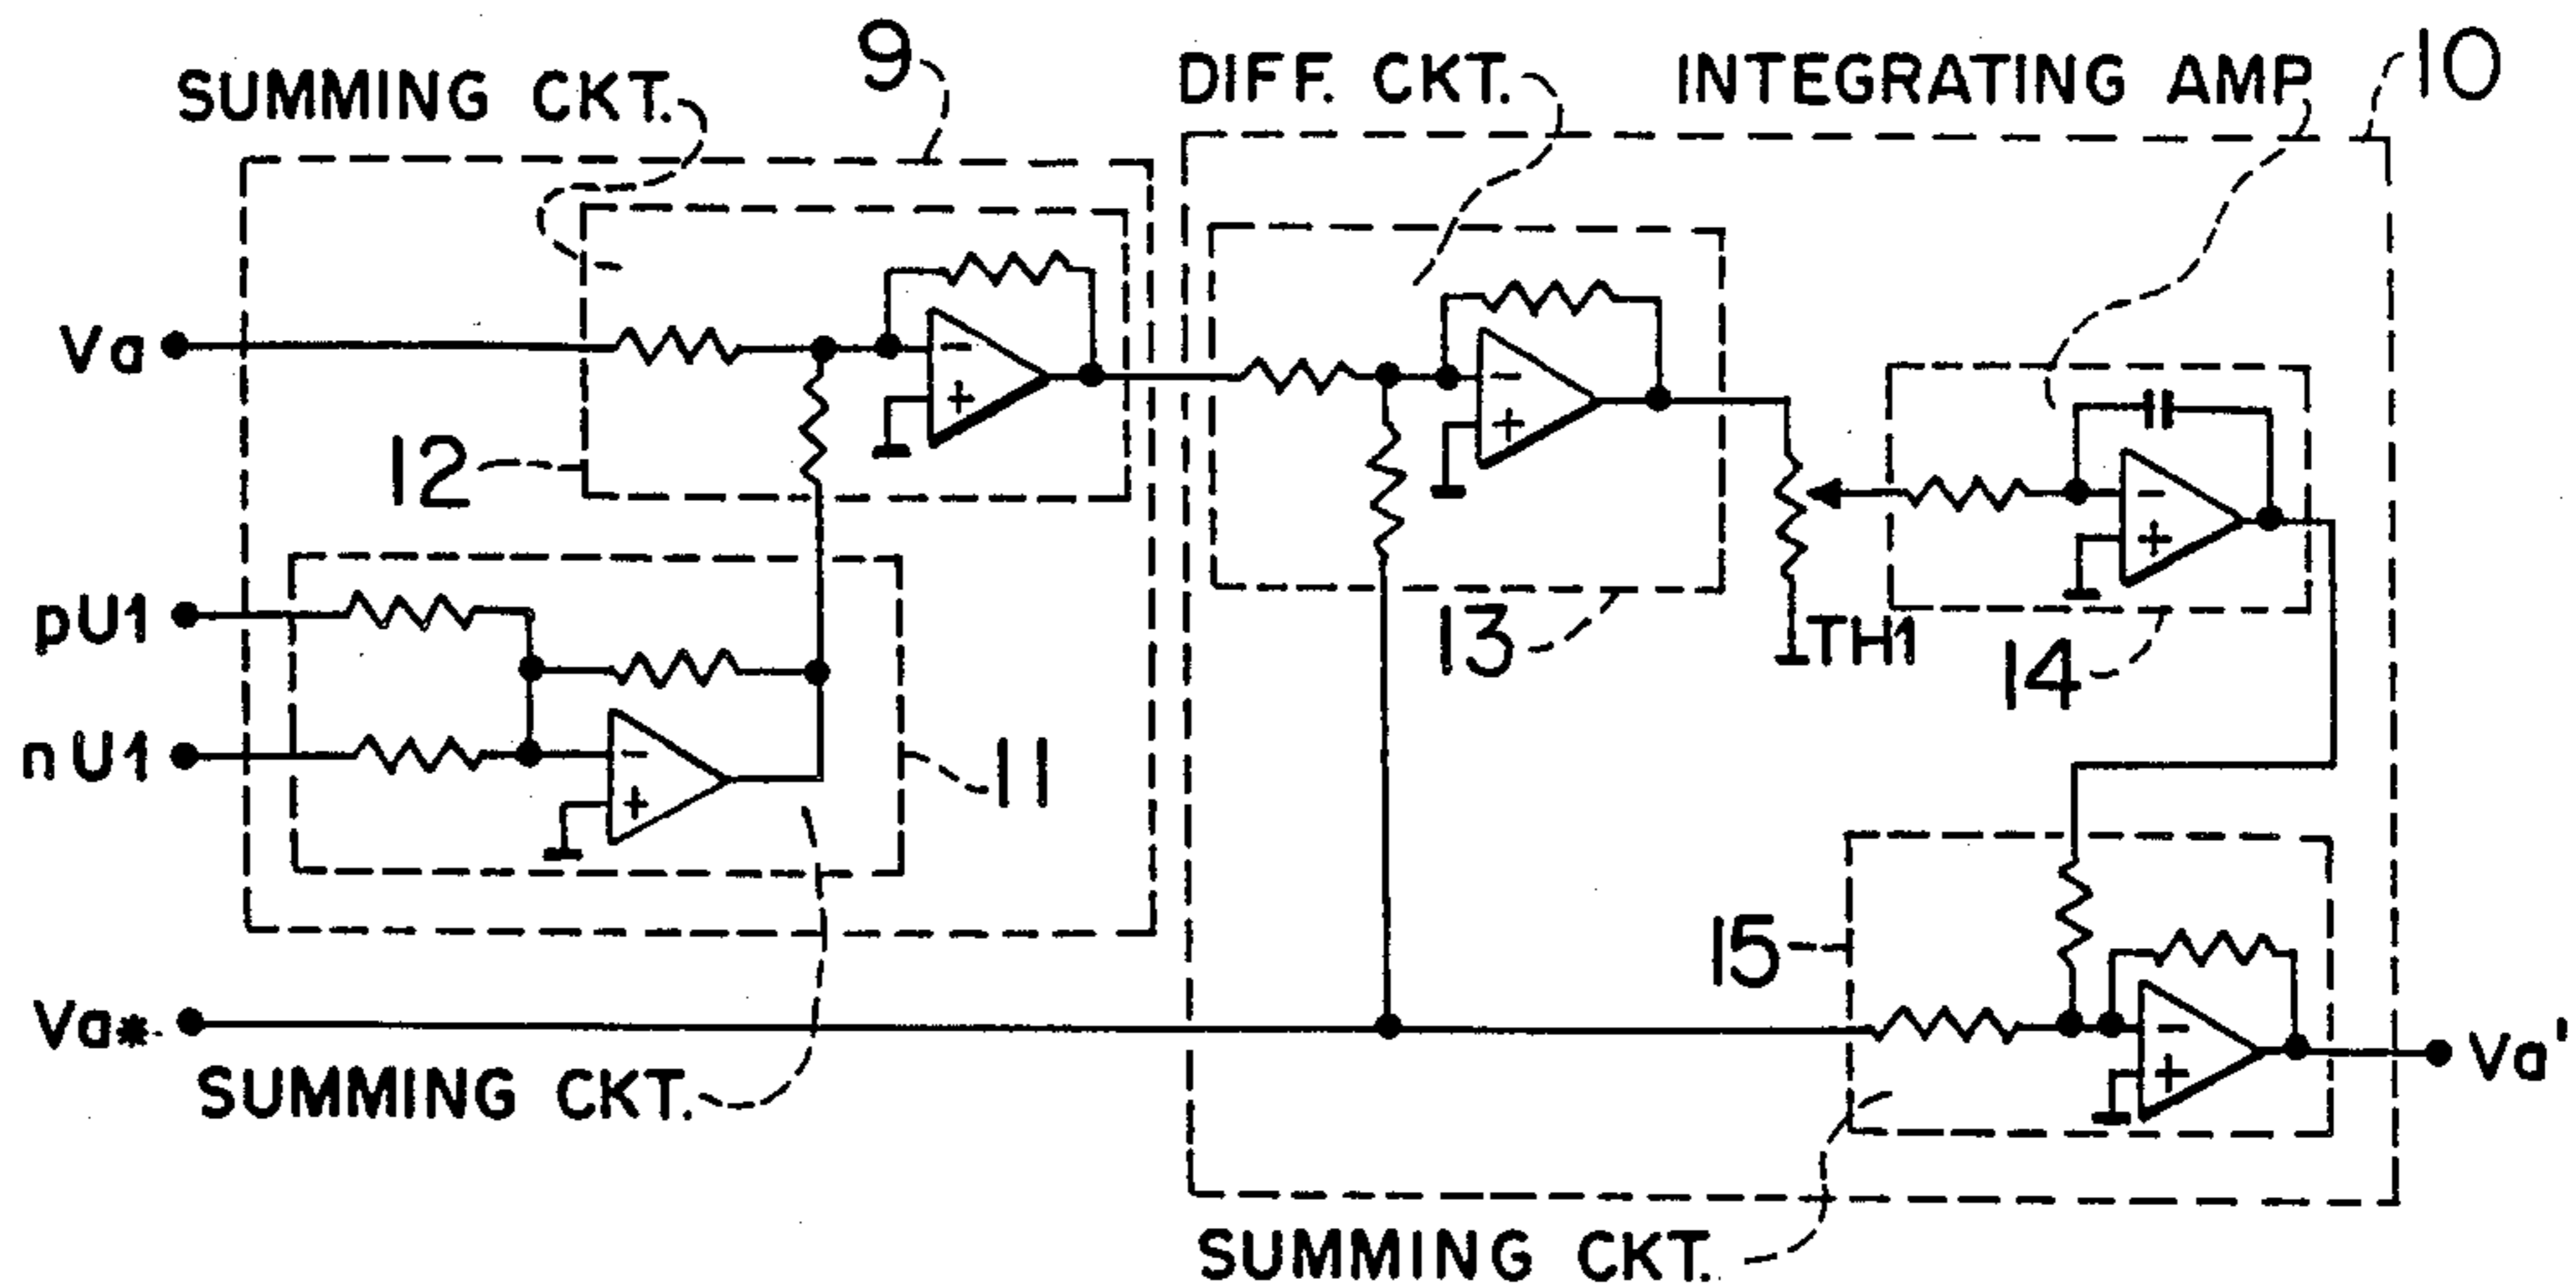 9
10
SUMMING CKT.
DIFF. CKT.
INTEGRATING AMP
Va
-
+
12
-
+
-
+
pU1
nU1
-
+
11
13
TH1
14
15
Va*
-
+
Va'
SUMMING CKT.
SUMMING CKT.